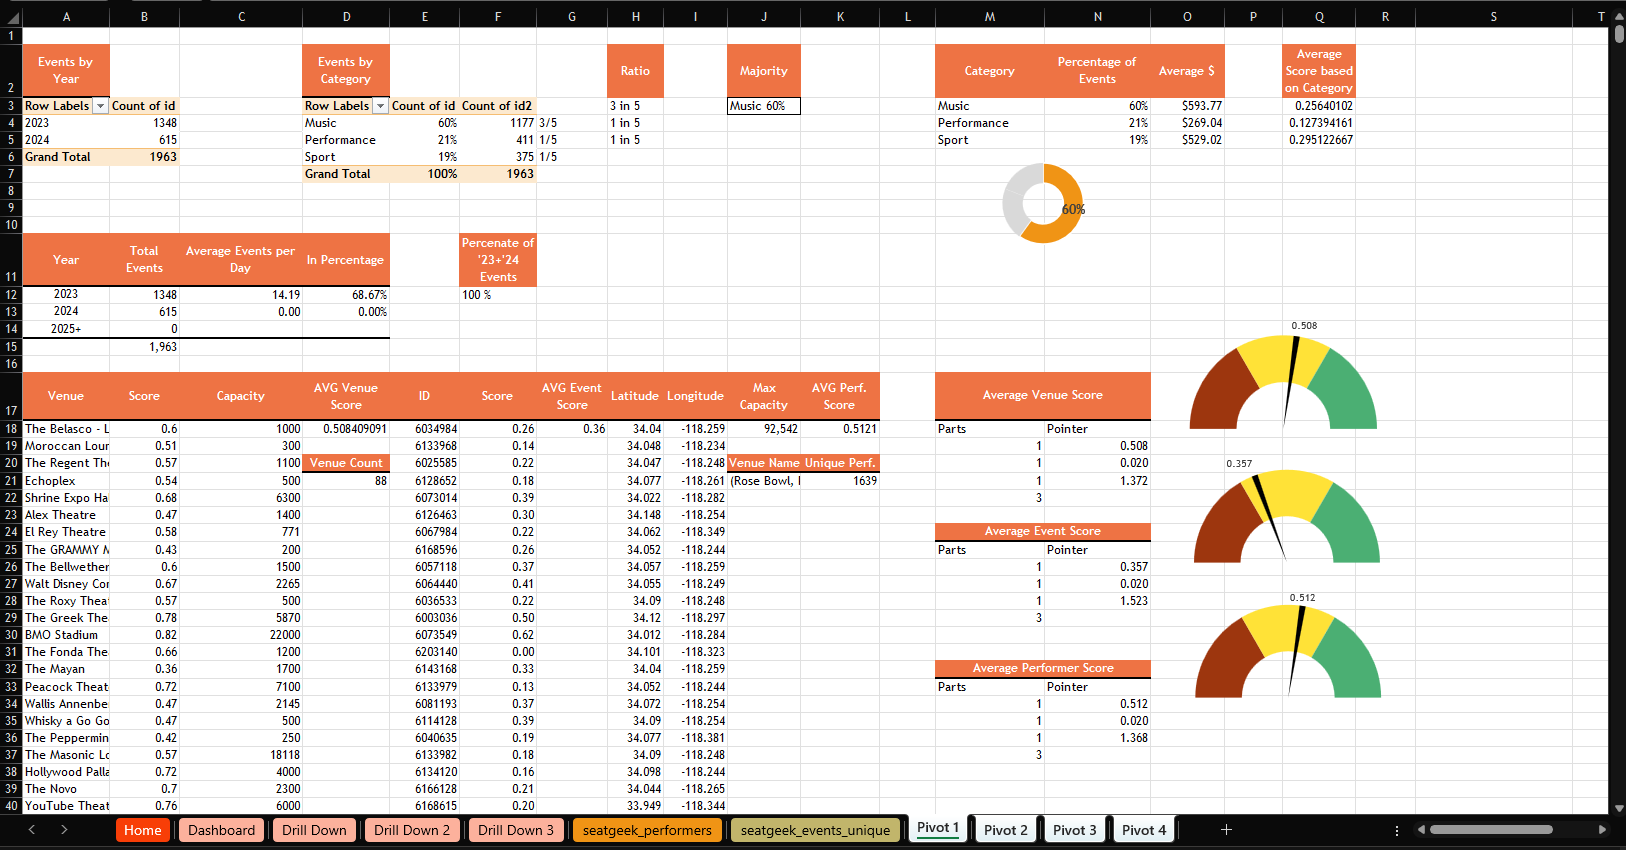 A B C D E F G H I J K L M N O P Q R S T
1
2 Events by Year Events by Category Ratio Majority Category Percentage of Events Average $ Average Score based on Category
3 Row Labels Count of id Row Labels Count of id Count of id2 3 in 5 Music 60% Music 60% $593.77 0.25640102
4 2023 1348 Music 60% 1177 3/5 1 in 5 Performance 21% $269.04 0.127394161
5 2024 615 Performance 21% 411 1/5 1 in 5 Sport 19% $529.02 0.295122667
6 Grand Total 1963 Sport 19% 375 1/5
7 Grand Total 100% 1963
8
9 60%
10
11 Year Total Events Average Events per Day In Percentage Percenate of '23+'24 Events
12 2023 1348 14.19 68.67% 100 %
13 2024 615 0.00 0.00%
14 2025+ 0 0.508
15 1,963
16
17 Venue Score Capacity AVG Venue Score ID Score AVG Event Score Latitude Longitude Max Capacity AVG Perf. Score Average Venue Score
18 The Belasco - L 0.6 1000 0.508409091 6034984 0.26 0.36 34.04 -118.259 92,542 0.5121 Parts Pointer
19 Moroccan Lour 0.51 300 6133968 0.14 34.048 -118.234 1 0.508
20 The Regent The 0.57 1100 Venue Count 6025585 0.22 34.047 -118.248 Venue Name Unique Perf. 1 0.020 0.357
21 Echoplex 0.54 500 88 6128652 0.18 34.077 -118.261 (Rose Bowl, l 1639 1 1.372
22 Shrine Expo Ha 0.68 6300 6073014 0.39 34.022 -118.282 3
23 Alex Theatre 0.47 1400 6126463 0.30 34.148 -118.254
24 El Rey Theatre 0.58 771 6067984 0.22 34.062 -118.349 Average Event Score
25 The GRAMMY M 0.43 200 6168596 0.26 34.052 -118.244 Parts Pointer
26 The Bellwether 0.6 1500 6057118 0.37 34.057 -118.259 1 0.357
27 Walt Disney Cor 0.67 2265 6064440 0.41 34.055 -118.249 1 0.020
28 The Roxy Thea 0.57 500 6036533 0.22 34.09 -118.248 1 1.523 0.512
29 The Greek The 0.78 5870 6003036 0.50 34.12 -118.297 3
30 BMO Stadium 0.82 22000 6073549 0.62 34.012 -118.284
31 The Fonda The 0.66 1200 6203140 0.00 34.101 -118.323
32 The Mayan 0.36 1700 6143168 0.33 34.04 -118.259 Average Performer Score
33 Peacock Theat 0.72 7100 6133979 0.13 34.052 -118.244 Parts Pointer
34 Wallis Annenbe 0.47 2145 6081193 0.37 34.072 -118.254 1 0.512
35 Whisky a Go Go 0.47 500 6114128 0.39 34.09 -118.254 1 0.020
36 The Peppermin 0.42 250 6040635 0.19 34.077 -118.381 1 1.368
37 The Masonic Lo 0.57 18118 6133982 0.18 34.09 -118.248 3
38 Hollywood Palla 0.72 4000 6134120 0.16 34.098 -118.244
39 The Novo 0.7 2300 6166128 0.21 34.044 -118.265
40 YouTube Theat 0.76 6000 6168615 0.20 33.949 -118.344
Home Dashboard Drill Down Drill Down 2 Drill Down 3 seatgeek_performers seatgeek_events_unique Pivot 1 Pivot 2 Pivot 3 Pivot 4